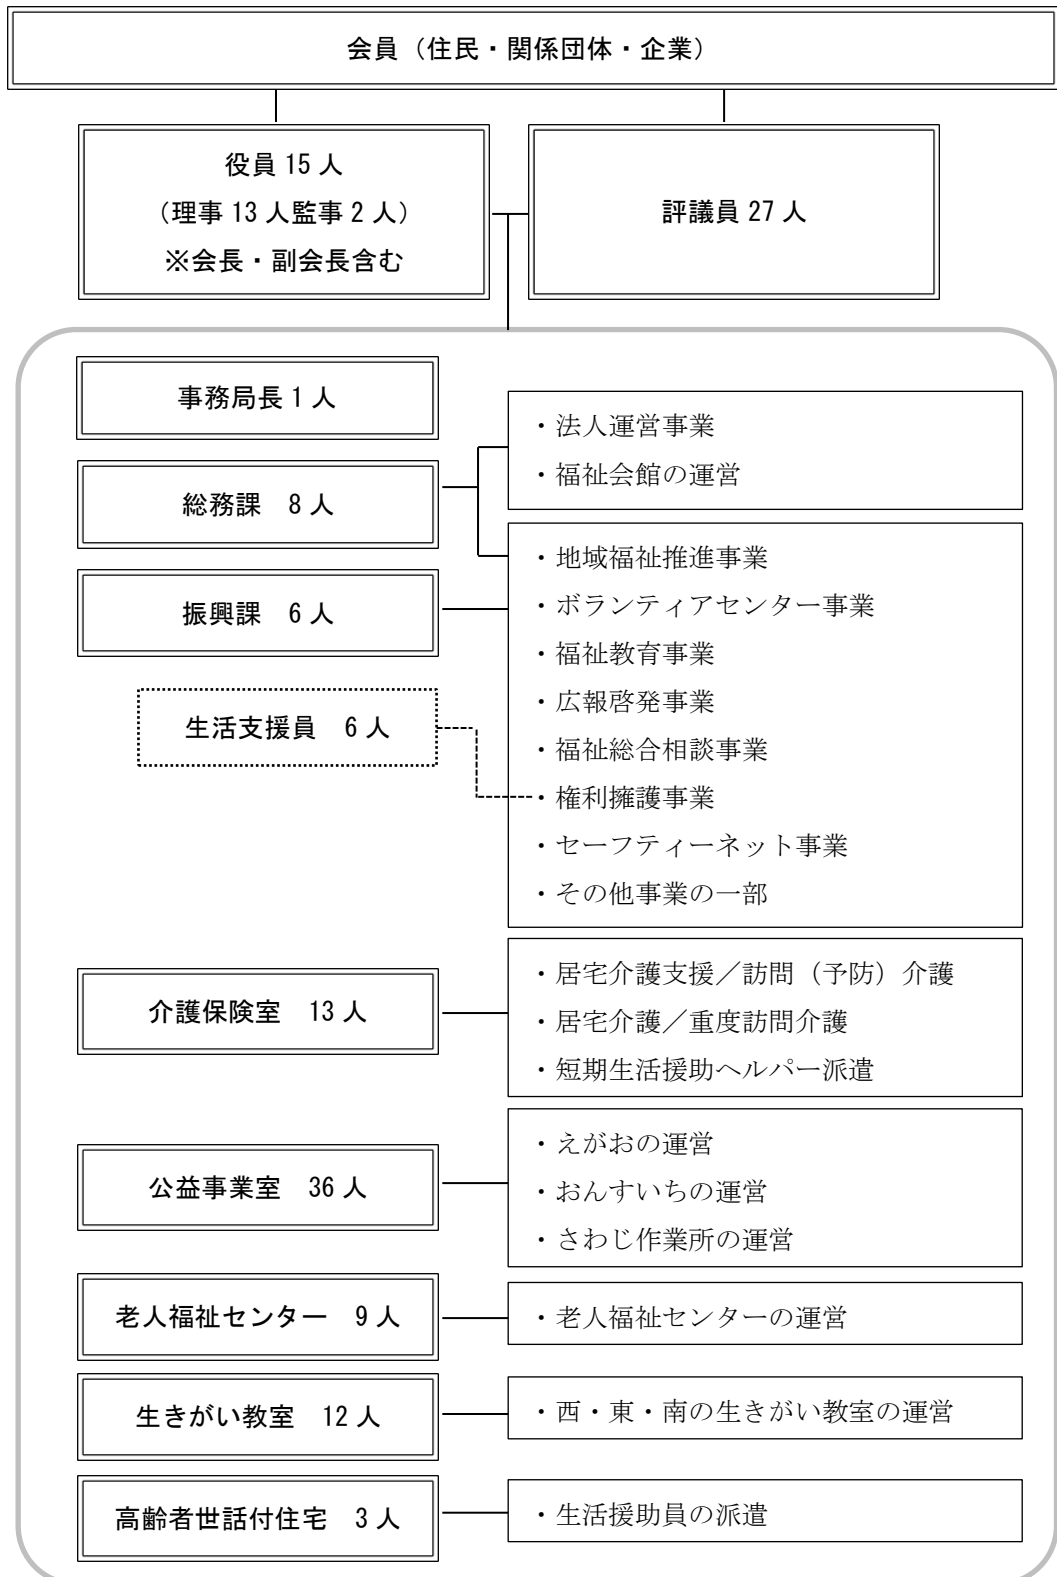 会員（住民・関係団体・企業）
役員 15 人
（理事 13 人監事 2 人）
※会長・副会長含む
評議員 27 人
事務局長 1 人
総務課　8 人
・法人運営事業
・福祉会館の運営
振興課　6 人
生活支援員　6 人
・地域福祉推進事業
・ボランティアセンター事業
・福祉教育事業
・広報啓発事業
・福祉総合相談事業
・権利擁護事業
・セーフティーネット事業
・その他事業の一部
介護保険室　13 人
・居宅介護支援／訪問（予防）介護
・居宅介護／重度訪問介護
・短期生活援助ヘルパー派遣
公益事業室　36 人
・えがおの運営
・おんすいちの運営
・さわじ作業所の運営
老人福祉センター　9 人
・老人福祉センターの運営
生きがい教室　12 人
・西・東・南の生きがい教室の運営
高齢者世話付住宅　3 人
・生活援助員の派遣